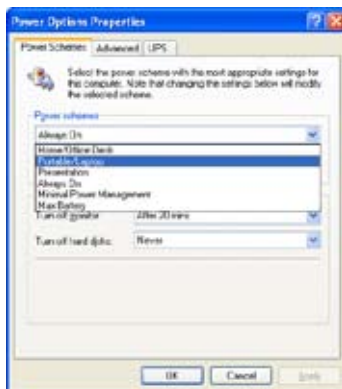 Power Options Properties
Power Schemes Advanced UPS
Select the power scheme with the most appropriate settings for
this computer. Note that changing the settings below will modify
the selected scheme.
Power schemes
Always On
Home/Office Desk
Portable/Laptop
Presentation
Always On
Minimal Power Management
Max Battery
Turn off monitor: After 20 mins
Turn off hard disks: Never
OK Cancel Apply